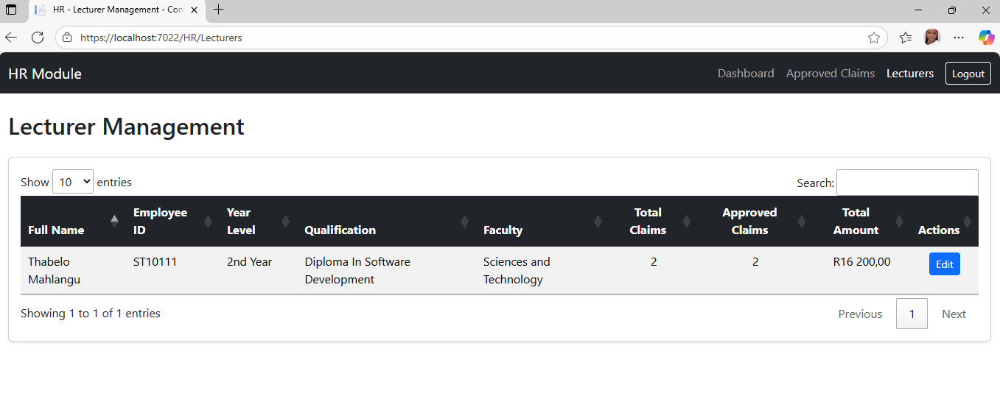 HR - Lecturer Management - Con
https://localhost:7022/HR/Lecturers
HR Module Dashboard Approved Claims Lecturers Logout
Lecturer Management
Show 10 entries Search:
Full Name Employee ID Year Level Qualification Faculty Total Claims Approved Claims Total Amount Actions
Thabelo Mahlangu ST10111 2nd Year Diploma In Software Development Sciences and Technology 2 2 R16 200,00 Edit
Showing 1 to 1 of 1 entries Previous 1 Next